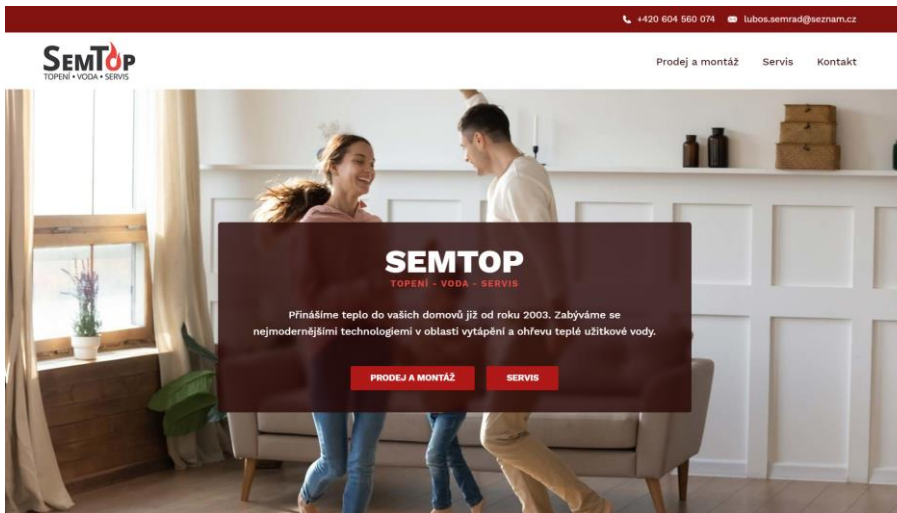 +420 604 560 074 lubos.semrad@seznam.cz
SEMTOP
TOPENÍ • VODA • SERVIS
Prodej a montáž Servis Kontakt
SEMTOP
TOPENÍ - VODA - SERVIS
Přinášíme teplo do vašich domovů již od roku 2003. Zabýváme se
nejmodernějšími technologiemi v oblasti vytápění a ohřevu teplé užitkové vody.
PRODEJ A MONTÁŽ SERVIS